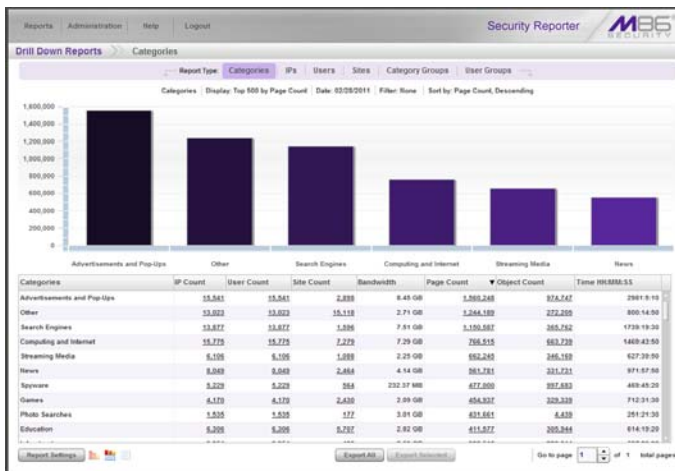 Reports Administration Help Logout
Security Reporter
M86 SECURITY
Drill Down Reports Categories
Report Type: Categories IPs Users Sites Category Groups User Groups
Categories Display: Top 500 by Page Count Date: 02/28/2011 Filter: None Sort by: Page Count, Descending
1,600,000
1,400,000
1,200,000
1,000,000
800,000
600,000
400,000
200,000
0
Advertisements and Pop-Ups Other Search Engines Computing and Internet Streaming Media News
Categories IP Count User Count Site Count Bandwidth Page Count ▼ Object Count Time HH:MM:SS
Advertisements and Pop-Ups 15,541 15,541 2,898 8.45 GB 1,560,248 974,747 2981:5:10
Other 13,023 13,023 15,118 2.71 GB 1,244,189 272,205 800:14:50
Search Engines 13,877 13,877 1,596 7.51 GB 1,150,587 365,762 1739:19:30
Computing and Internet 15,775 15,775 7,279 7.29 GB 766,515 663,739 1469:43:50
Streaming Media 6,106 6,106 1,088 2.25 GB 662,245 346,169 627:39:50
News 8,049 8,049 2,464 4.14 GB 561,781 331,731 971:57:50
Spyware 5,229 5,229 564 232.37 MB 477,000 997,683 469:45:20
Games 4,170 4,170 2,430 2.09 GB 454,937 329,339 712:31:30
Photo Searches 1,535 1,535 177 3.01 GB 431,661 4,439 251:21:30
Education 6,306 6,306 5,707 2.92 GB 411,577 305,944 614:19:20
Report Settings Export All Export Selected Go to page 1 of 1 total pages